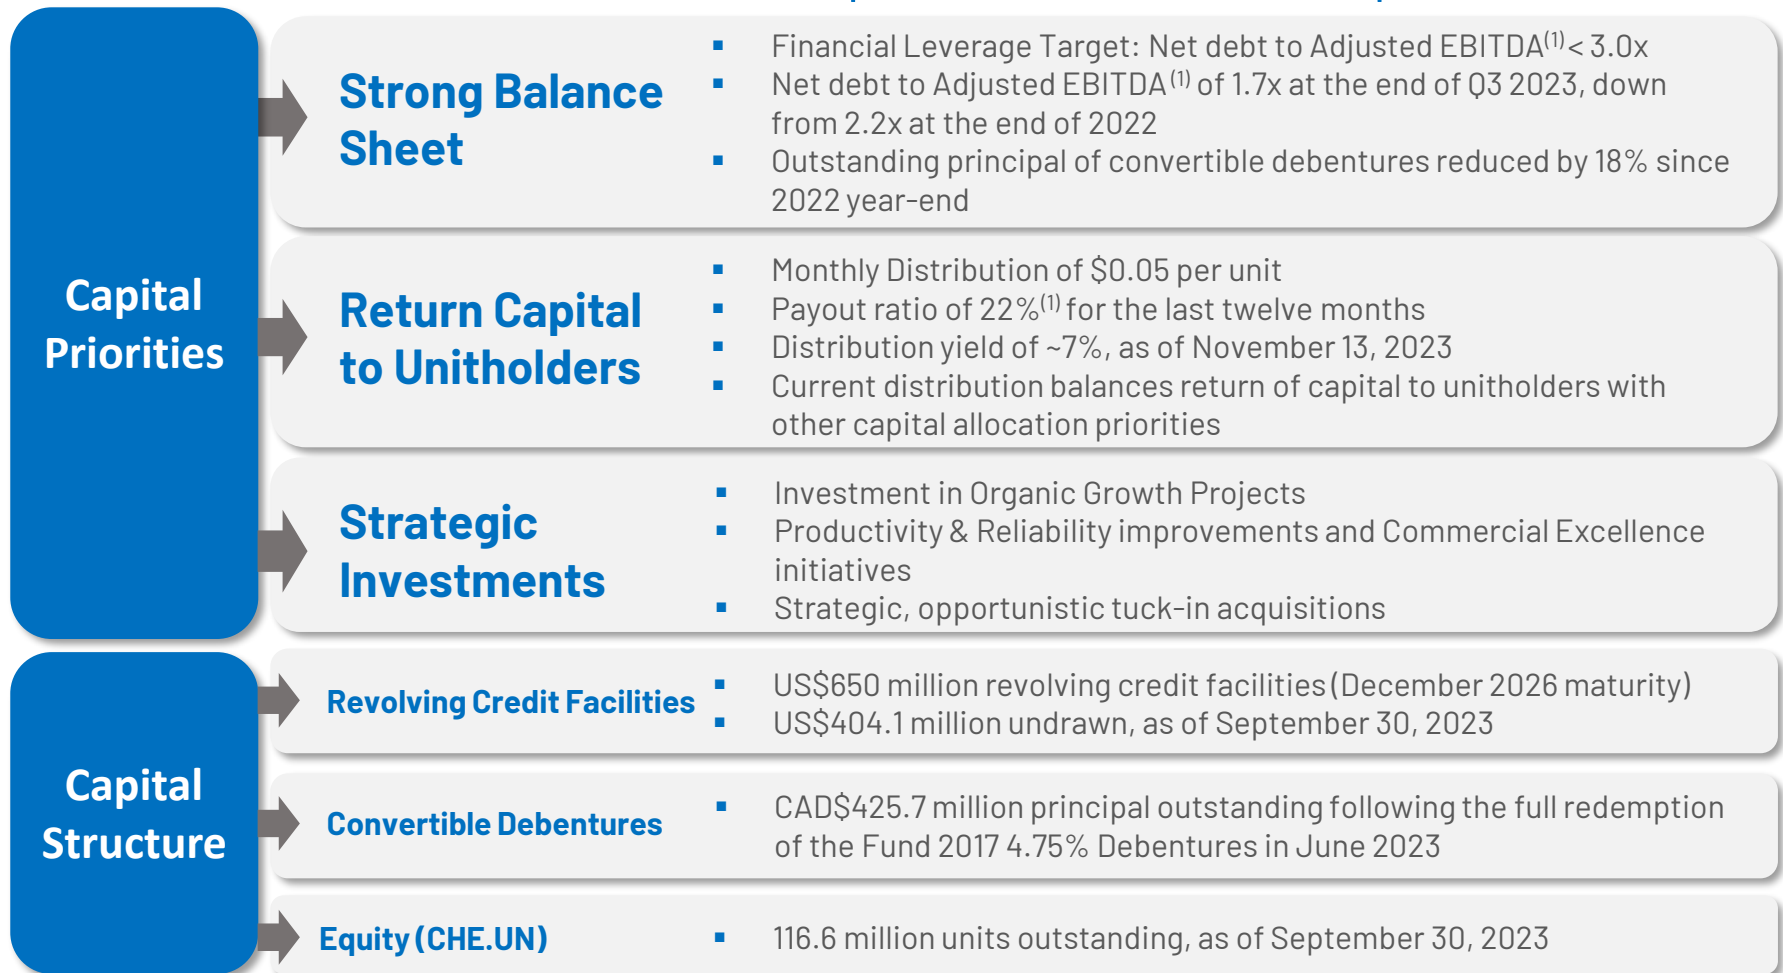 Capital
Priorities
Strong Balance
Sheet
▪ Financial Leverage Target: Net debt to Adjusted EBITDA(1) < 3.0x
▪ Net debt to Adjusted EBITDA(1) of 1.7x at the end of Q3 2023, down
from 2.2x at the end of 2022
▪ Outstanding principal of convertible debentures reduced by 18% since
2022 year-end
Return Capital
to Unitholders
▪ Monthly Distribution of $0.05 per unit
▪ Payout ratio of 22%(1) for the last twelve months
▪ Distribution yield of ~7%, as of November 13, 2023
▪ Current distribution balances return of capital to unitholders with
other capital allocation priorities
Strategic
Investments
▪ Investment in Organic Growth Projects
▪ Productivity & Reliability improvements and Commercial Excellence
initiatives
▪ Strategic, opportunistic tuck-in acquisitions
Capital
Structure
Revolving Credit Facilities
▪ US$650 million revolving credit facilities (December 2026 maturity)
▪ US$404.1 million undrawn, as of September 30, 2023
Convertible Debentures
▪ CAD$425.7 million principal outstanding following the full redemption
of the Fund 2017 4.75% Debentures in June 2023
Equity (CHE.UN)
▪ 116.6 million units outstanding, as of September 30, 2023